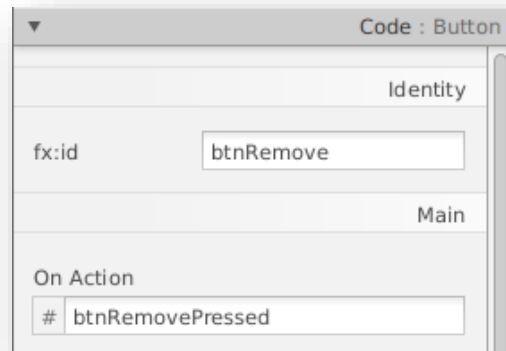 ▼ Code : Button
Identity
fx:id btnRemove
Main
On Action
# btnRemovePressed